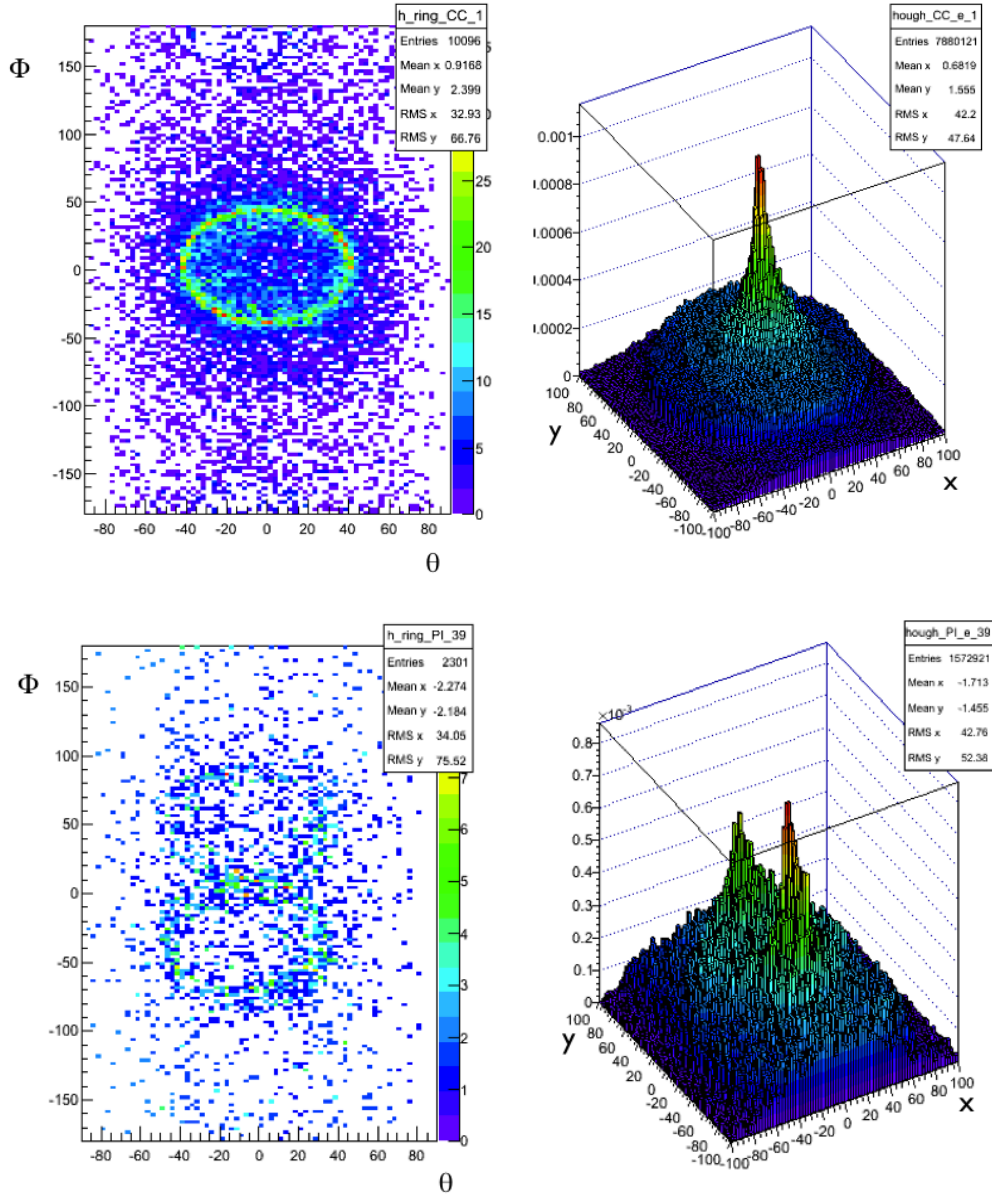 h_ring_CC_1
Entries 10096
Mean x 0.9168
Mean y 2.399
RMS x 32.93
RMS y 66.76
Φ
150
100
50
0
-50
-100
-150
-80 -60 -40 -20 0 20 40 60 80
θ
25
20
15
10
5
0
hough_CC_e_1
Entries 7880121
Mean x 0.6819
Mean y 1.555
RMS x 42.2
RMS y 47.64
0.001
.0008
.0006
.0004
.0002
0
100 80 60 40 20 0 -20 -40 -60 -80 -100
y
-100 -80 -60 -40 -20 0 20 40 60 80 100
x
h_ring_PI_39
Entries 2301
Mean x -2.274
Mean y -2.184
RMS x 34.05
RMS y 75.52
Φ
150
100
50
0
-50
-100
-150
-80 -60 -40 -20 0 20 40 60 80
θ
7
6
5
4
3
2
1
0
hough_PI_e_39
Entries 1572921
Mean x -1.713
Mean y -1.455
RMS x 42.76
RMS y 52.38
×10⁻³
0.8
0.7
0.6
0.5
0.4
0.3
0.2
0.1
0
100 80 60 40 20 0 -20 -40 -60 -80 -100
y
-100 -80 -60 -40 -20 0 20 40 60 80 100
x